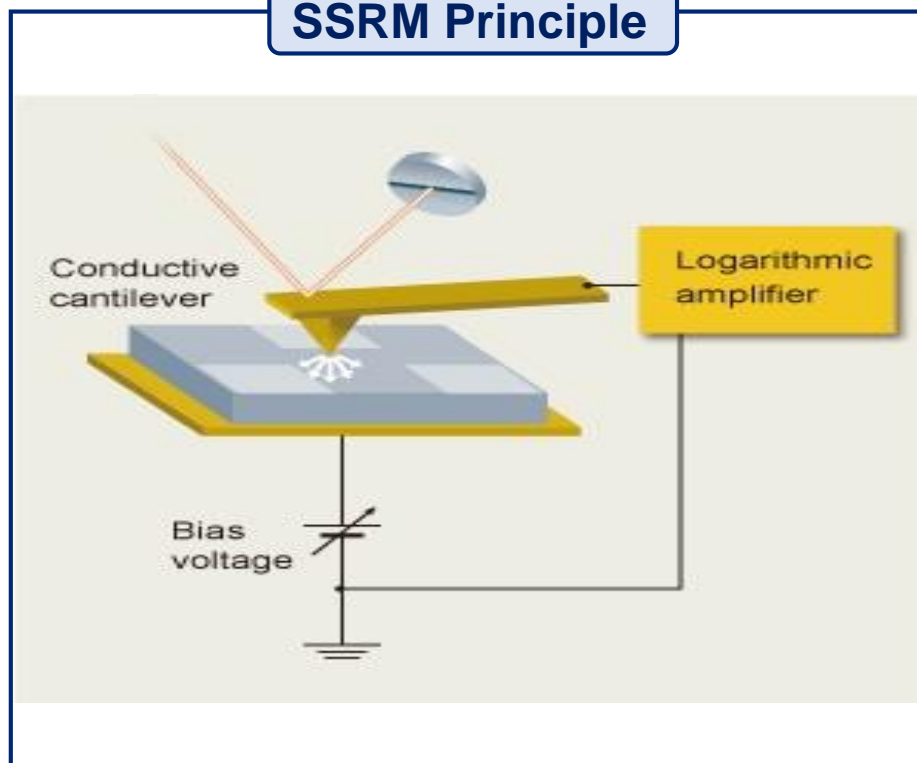 SSRM Principle
Conductive
cantilever
Logarithmic
amplifier
Bias
voltage